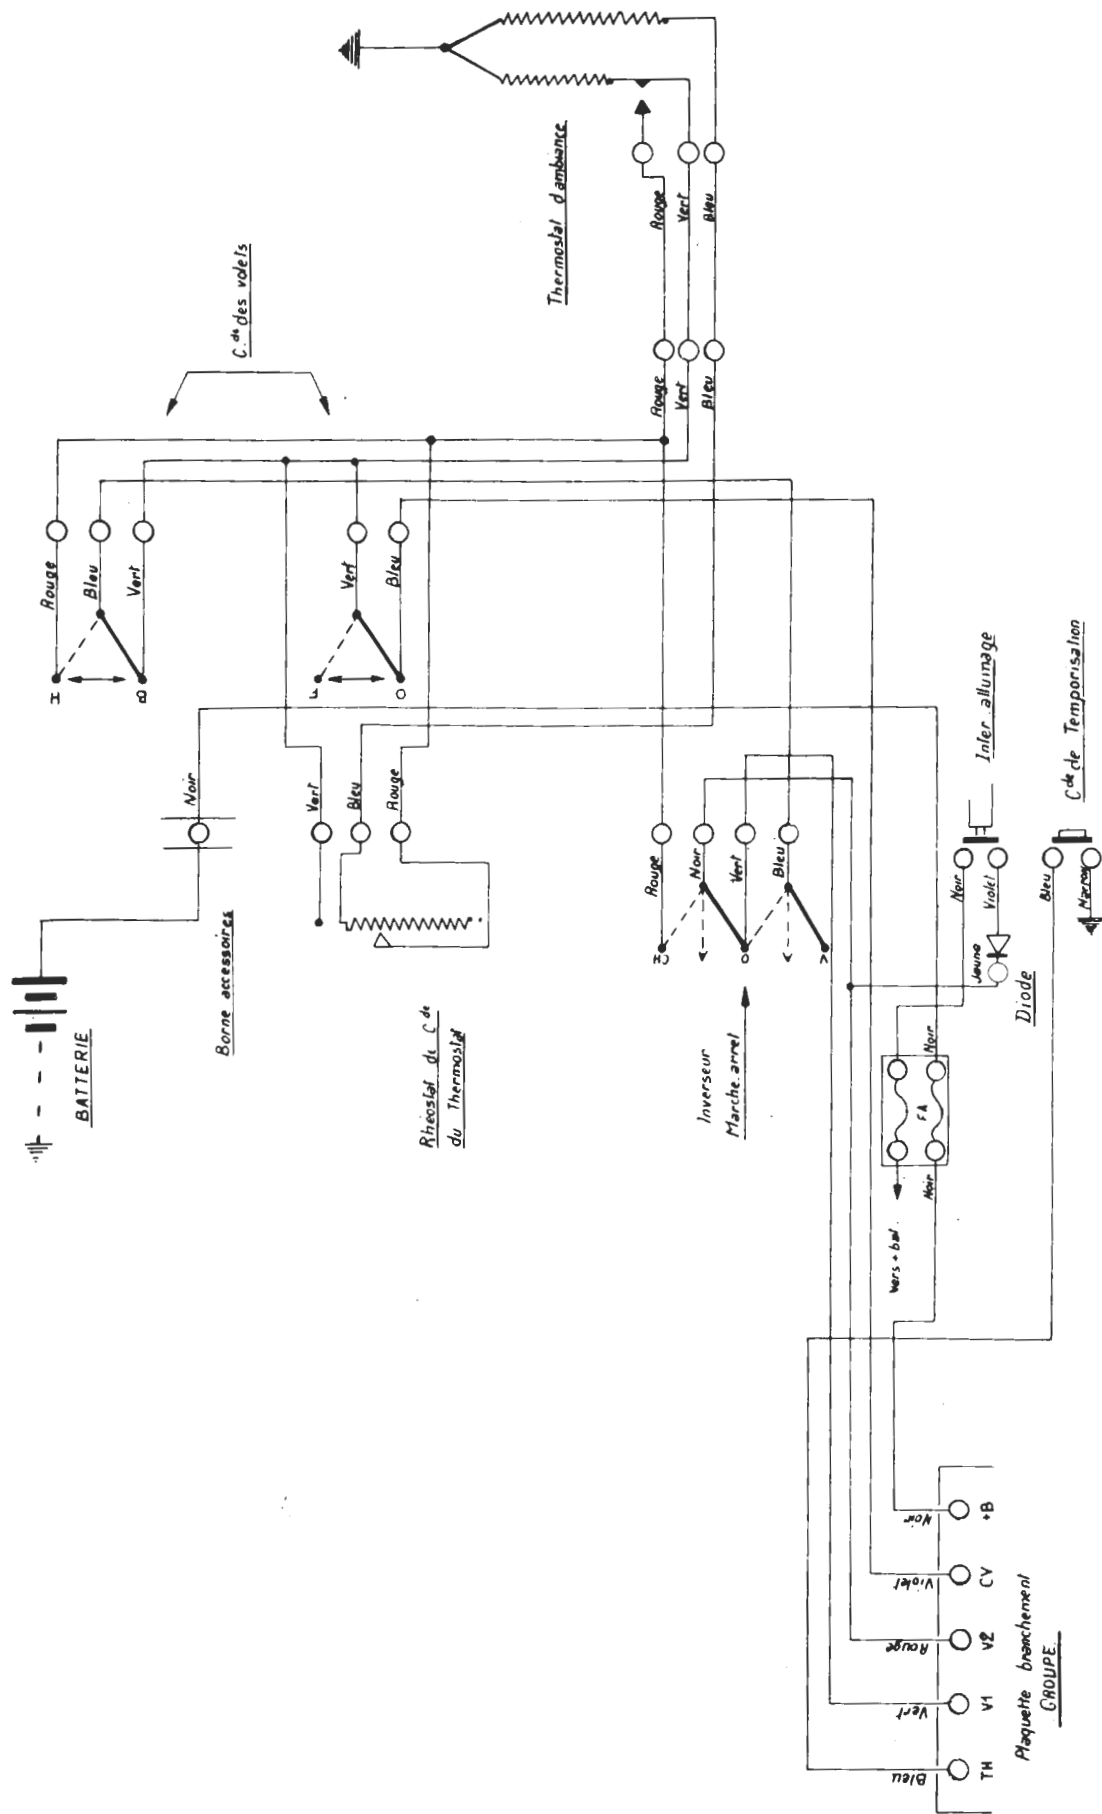 Thermostat d'ambiance
Rouge
Vert
Bleu
Rouge
Vert
Bleu
C.de des volets
Rouge
Bleu
Vert
Vert
Bleu
H
B
F
O
Noir
Vert
Bleu
Rouge
BATTERIE
Borne accessoires
Rhéostat de C de
du Thermostat
Rouge
Noir
Vert
Bleu
O
A
Inverseur
Marche.arret
Inter.allumage
Cde de Temporisation
Noir
Violet
Bleu
Marron
Jaune
Diode
Noir
FA
Noir
Vers + bat.
Noir
Violet
Rouge
Vert
Bleu
+B
CV
V2
V1
TH
Plaquette branchement
GROUPE